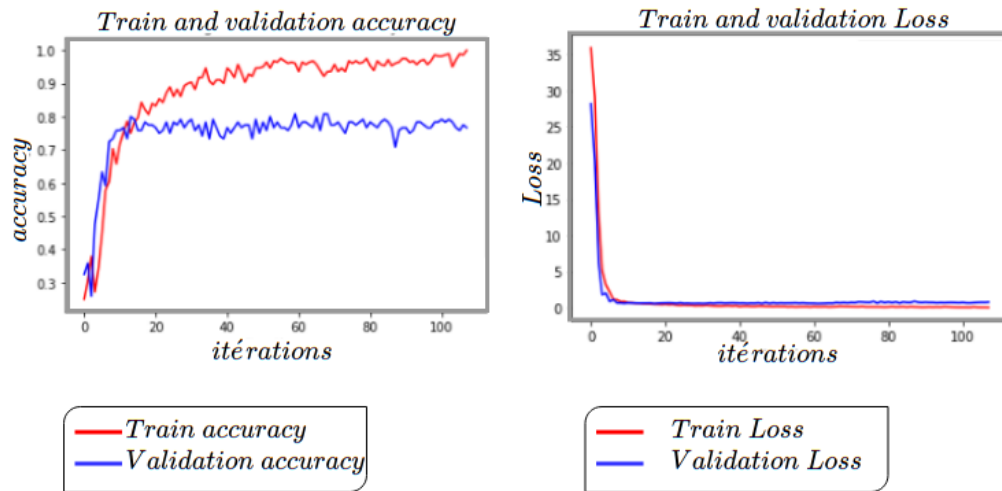 Train and validation accuracy
1.0
0.9
0.8
0.7
0.6
0.5
0.4
0.3
accuracy
0 20 40 60 80 100
itérations
Train accuracy
Validation accuracy
Train and validation Loss
35
30
25
20
15
10
5
0
Loss
0 20 40 60 80 100
itérations
Train Loss
Validation Loss